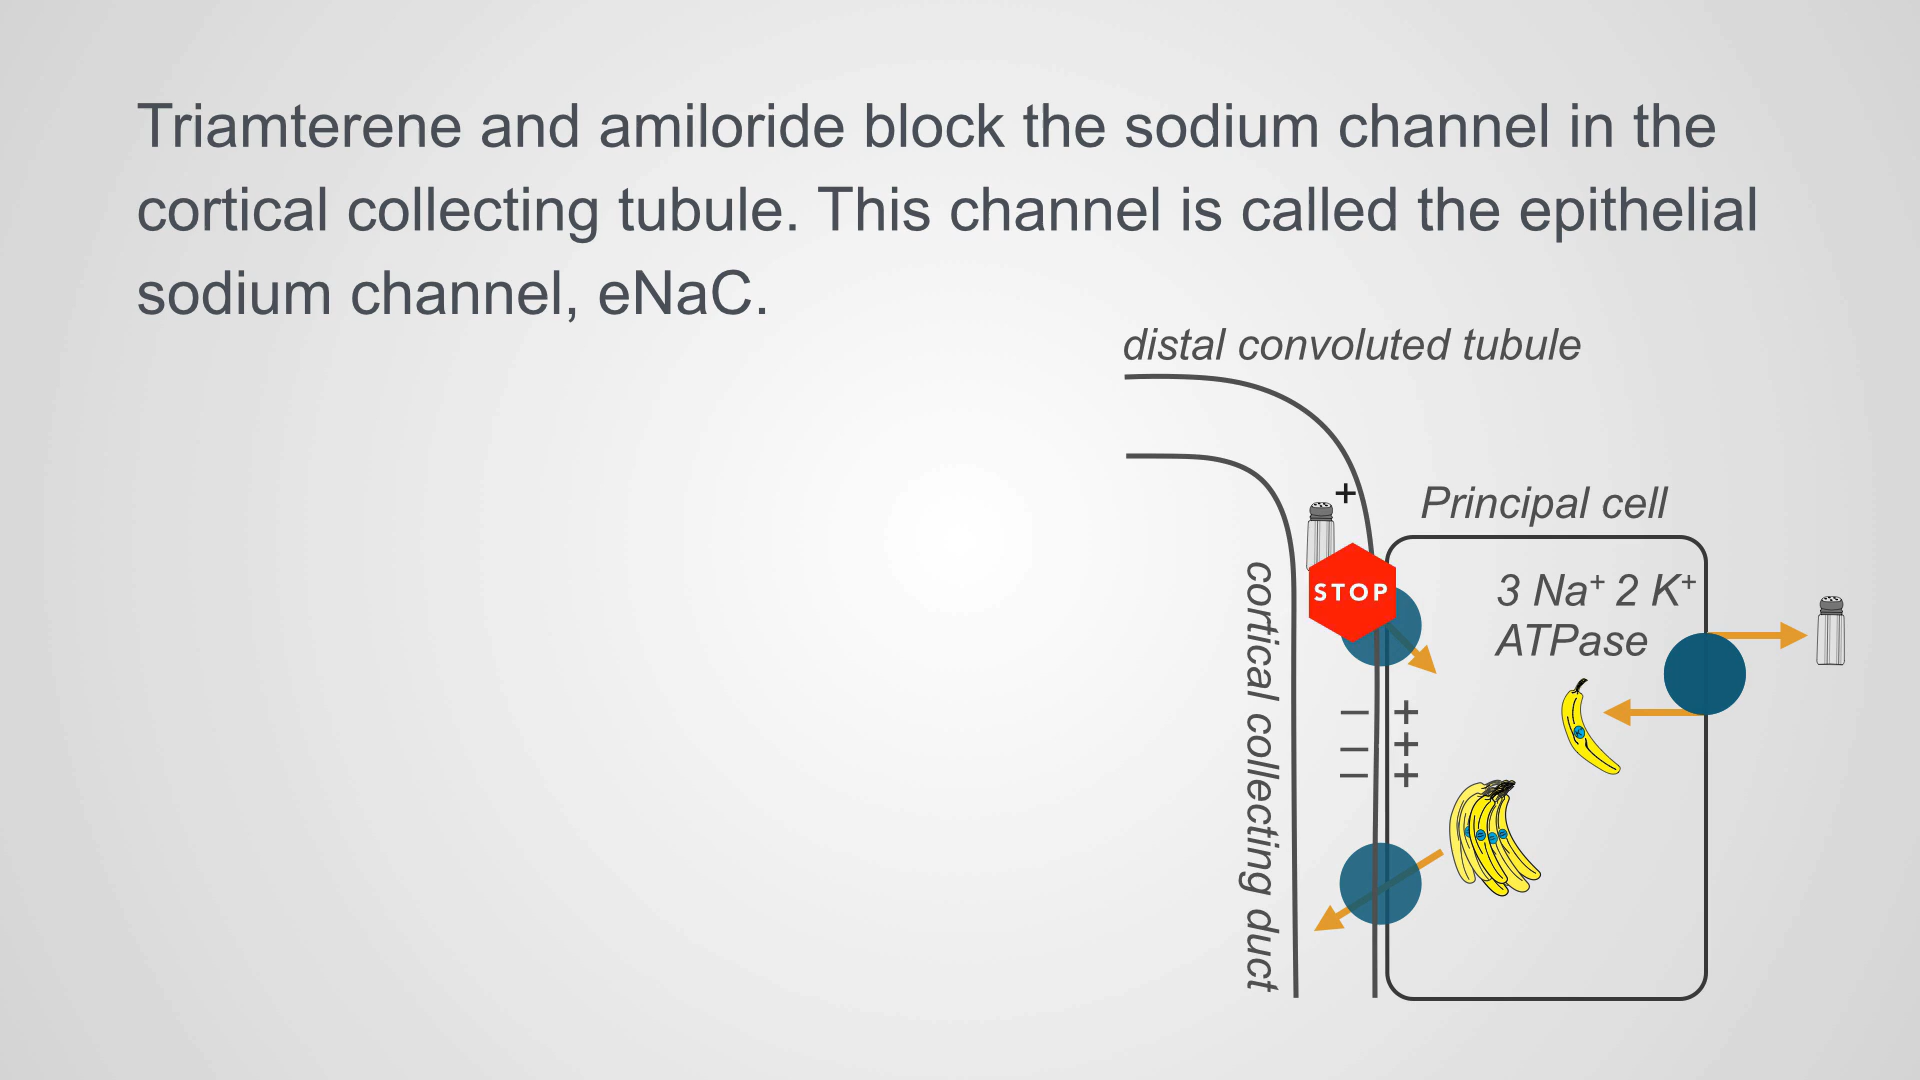 Triamterene and amiloride block the sodium channel in the
cortical collecting tubule. This channel is called the epithelial
sodium channel, eNaC.
distal convoluted tubule
+
Principal cell
STOP
3 Na⁺ 2 K⁺
ATPase
cortical collecting duct
– +
– +
– +